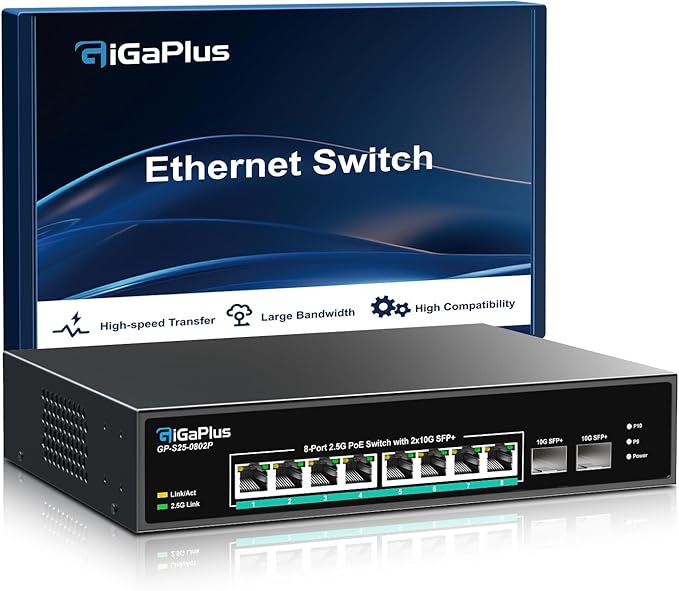 GiGaPlus
Ethernet Switch
High-speed Transfer
Large Bandwidth
High Compatibility
GiGaPlus
GP-S25-0802P
8-Port 2.5G PoE Switch with 2x10G SFP+
10G SFP+
10G SFP+
P10
P9
Power
Link/Act
2.5G Link
1 2 3 4 5 6 7 8